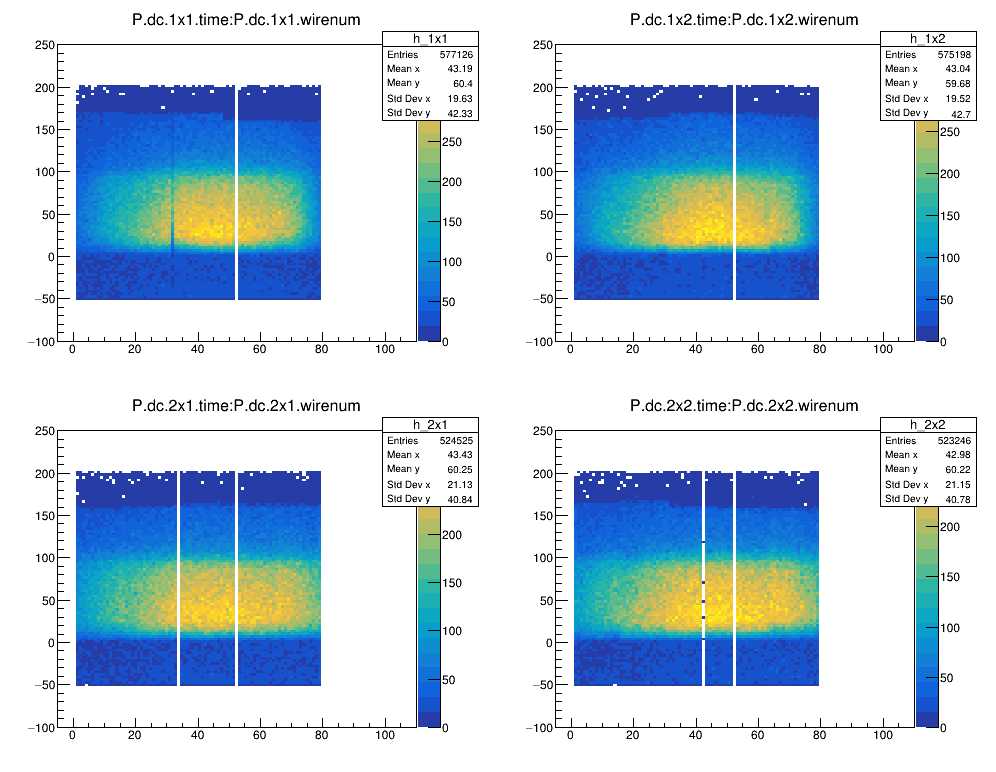 P.dc.1x1.time:P.dc.1x1.wirenum
h_1x1
Entries 577126
Mean x 43.19
Mean y 60.4
Std Dev x 19.63
Std Dev y 42.33
250
200
150
100
50
0
−50
−100
0 20 40 60 80 100
250
200
150
100
50
0
P.dc.1x2.time:P.dc.1x2.wirenum
h_1x2
Entries 575198
Mean x 43.04
Mean y 59.68
Std Dev x 19.52
Std Dev y 42.7
250
200
150
100
50
0
−50
−100
0 20 40 60 80 100
250
200
150
100
50
0
P.dc.2x1.time:P.dc.2x1.wirenum
h_2x1
Entries 524525
Mean x 43.43
Mean y 60.25
Std Dev x 21.13
Std Dev y 40.84
250
200
150
100
50
0
−50
−100
0 20 40 60 80 100
200
150
100
50
0
P.dc.2x2.time:P.dc.2x2.wirenum
h_2x2
Entries 523246
Mean x 42.98
Mean y 60.22
Std Dev x 21.15
Std Dev y 40.78
250
200
150
100
50
0
−50
−100
0 20 40 60 80 100
200
150
100
50
0